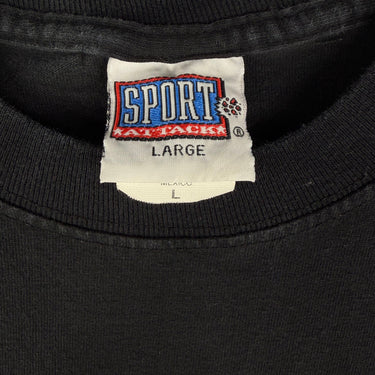 SPORT
ATTACK ®
LARGE
MEXICO
L